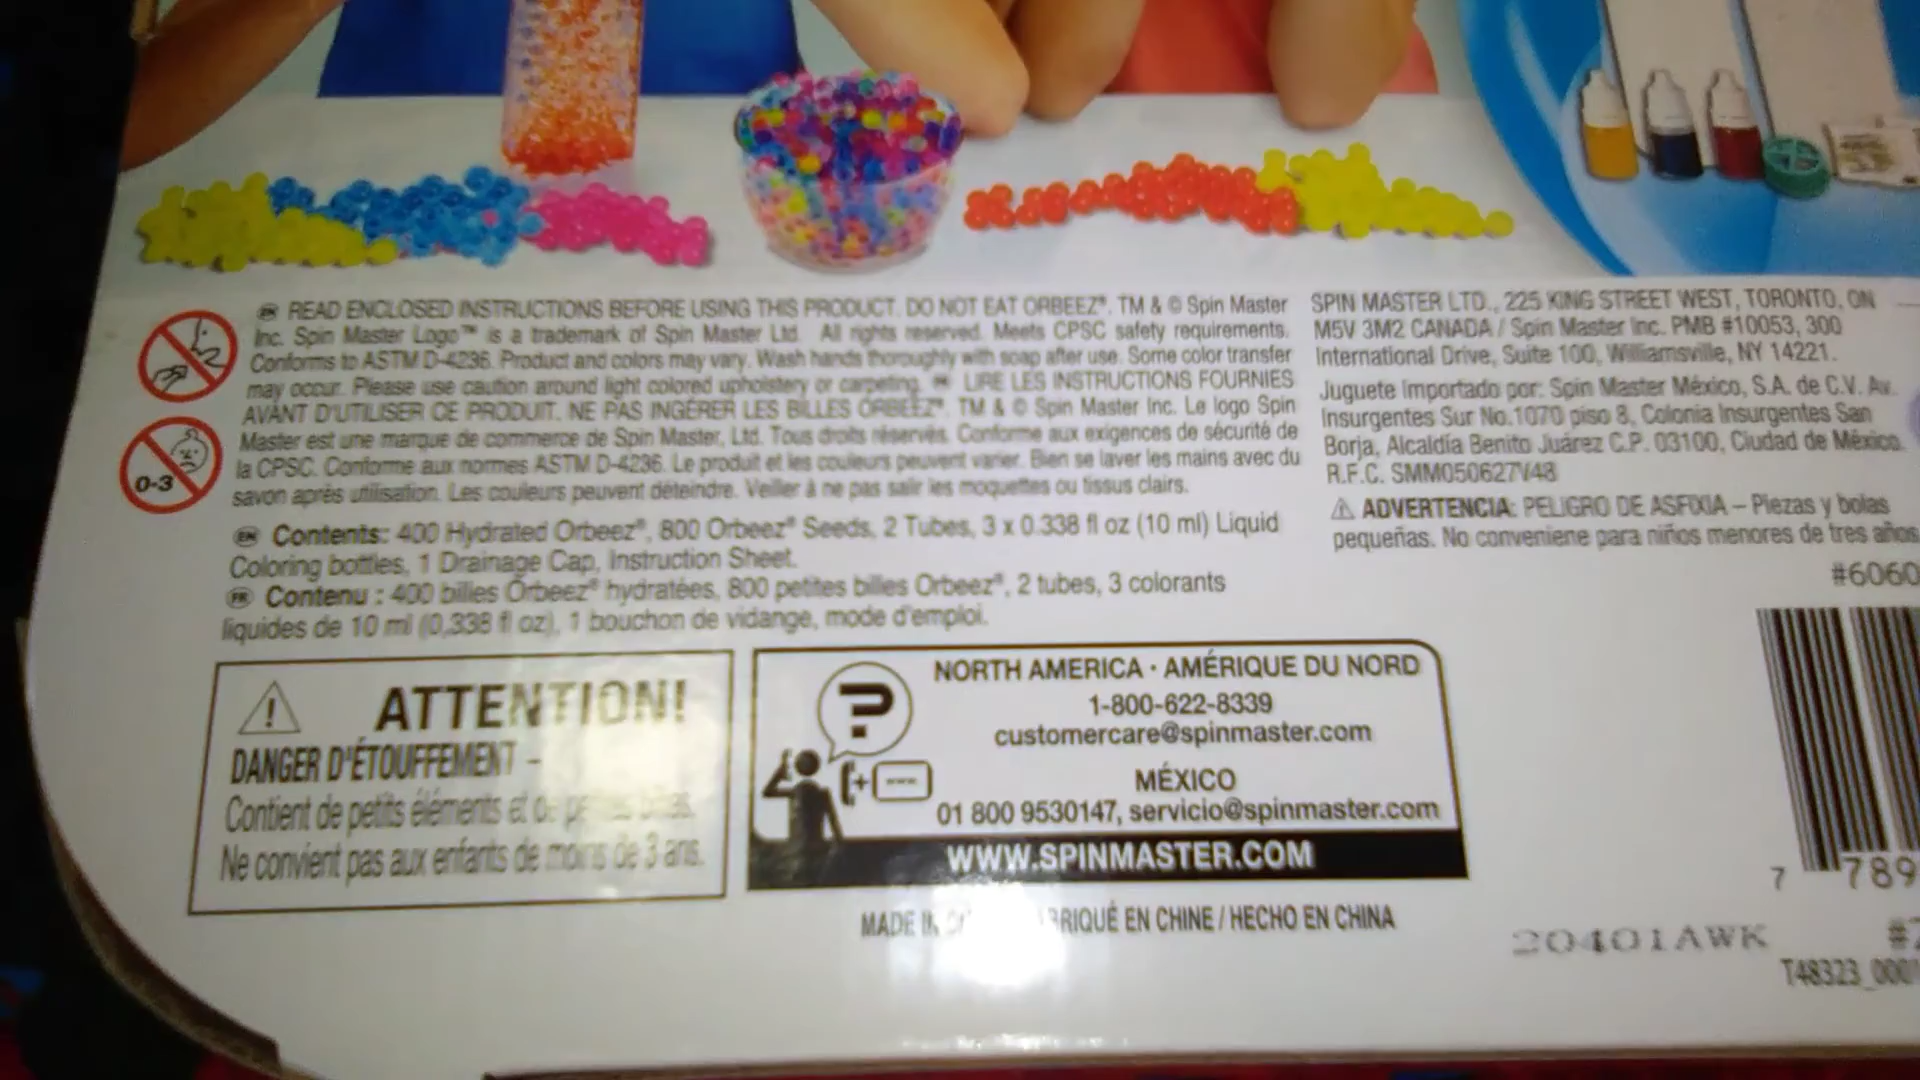 EN READ ENCLOSED INSTRUCTIONS BEFORE USING THIS PRODUCT. DO NOT EAT ORBEEZ®. TM & © Spin Master
Inc. Spin Master Logo™ is a trademark of Spin Master Ltd. All rights reserved. Meets CPSC safety requirements.
Conforms to ASTM D-4236. Product and colors may vary. Wash hands thoroughly with soap after use. Some color transfer
may occur. Please use caution around light colored upholstery or carpeting. FR LIRE LES INSTRUCTIONS FOURNIES
AVANT D'UTILISER CE PRODUIT. NE PAS INGÉRER LES BILLES ORBEEZ®. TM & © Spin Master Inc. Le logo Spin
Master est une marque de commerce de Spin Master, Ltd. Tous droits réservés. Conforme aux exigences de sécurité de
la CPSC. Conforme aux normes ASTM D-4236. Le produit et les couleurs peuvent varier. Bien se laver les mains avec du
savon après utilisation. Les couleurs peuvent déteindre. Veiller à ne pas salir les moquettes ou tissus clairs.
0-3
EN Contents: 400 Hydrated Orbeez®, 800 Orbeez® Seeds, 2 Tubes, 3 x 0.338 fl oz (10 ml) Liquid
Coloring bottles, 1 Drainage Cap, Instruction Sheet.
FR Contenu : 400 billes Orbeez® hydratées, 800 petites billes Orbeez®, 2 tubes, 3 colorants
liquides de 10 ml (0,338 fl oz), 1 bouchon de vidange, mode d'emploi.
SPIN MASTER LTD., 225 KING STREET WEST, TORONTO, ON
M5V 3M2 CANADA / Spin Master Inc. PMB #10053, 300
International Drive, Suite 100, Williamsville, NY 14221.
Juguete Importado por: Spin Master México, S.A. de C.V. Av.
Insurgentes Sur No.1070 piso 8, Colonia Insurgentes San
Borja, Alcaldía Benito Juárez C.P. 03100, Ciudad de México.
R.F.C. SMM050627V48
⚠ ADVERTENCIA: PELIGRO DE ASFIXIA – Piezas y bolas
pequeñas. No conveniente para niños menores de tres años.
#6060
ATTENTION!
DANGER D'ÉTOUFFEMENT -
Contient de petits éléments et de
Ne convient pas aux enfants de moins de 3 ans.
NORTH AMERICA · AMÉRIQUE DU NORD
1-800-622-8339
customercare@spinmaster.com
MÉXICO
01 800 9530147, servicio@spinmaster.com
WWW.SPINMASTER.COM
MADE IN EN CHINE / HECHO EN CHINA
7 789
20401AWK
T48323_000